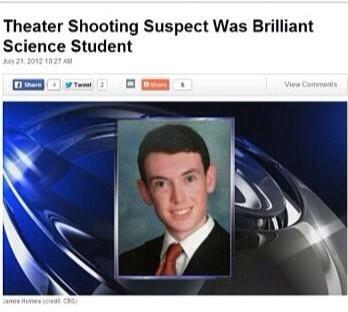 Theater Shooting Suspect Was Brilliant
Science Student
July 21, 2012 10:27 AM
Share 4 Tweet 2 Share 6 View Comments
James Holmes (credit: CBS)